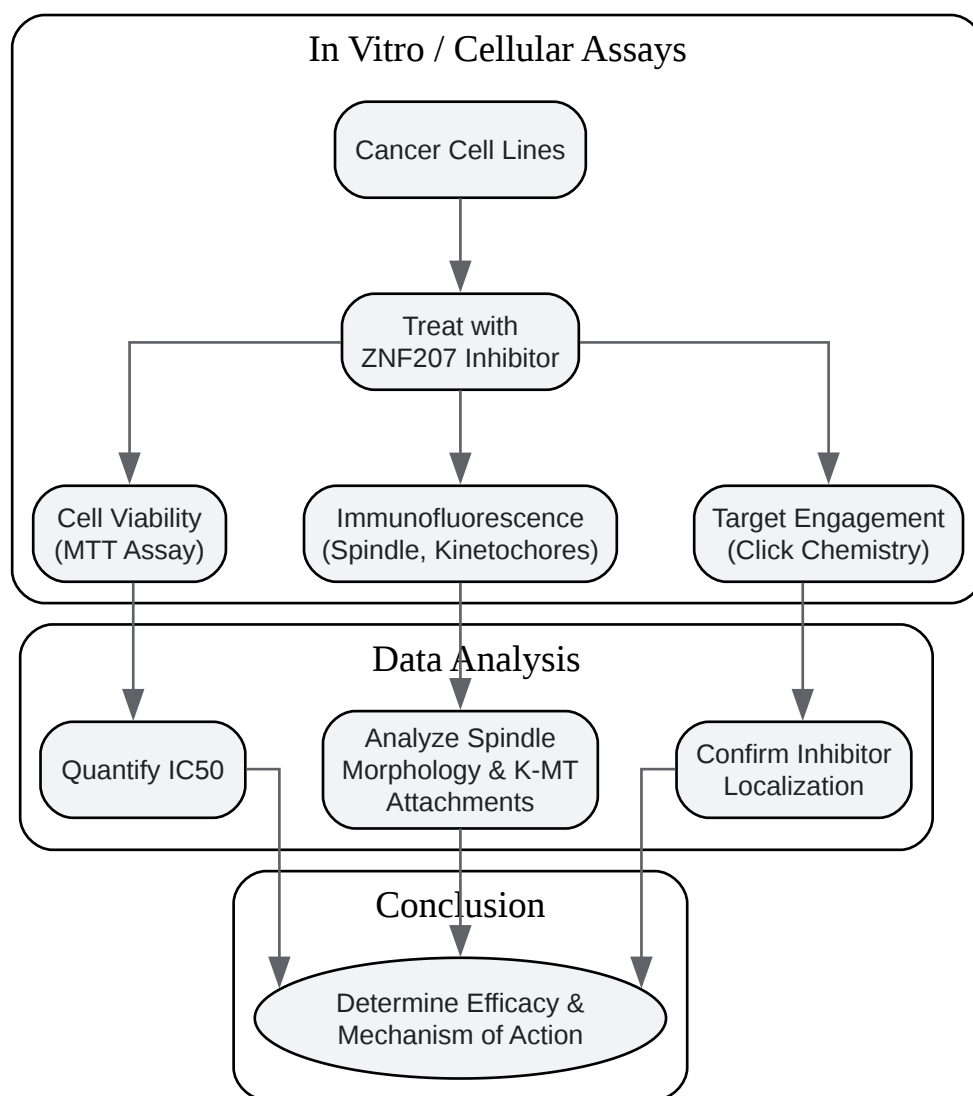 In Vitro / Cellular Assays
Cancer Cell Lines
Treat with
ZNF207 Inhibitor
Cell Viability
(MTT Assay)
Immunofluorescence
(Spindle, Kinetochores)
Target Engagement
(Click Chemistry)
Data Analysis
Quantify IC50
Analyze Spindle
Morphology & K-MT
Attachments
Confirm Inhibitor
Localization
Conclusion
Determine Efficacy &
Mechanism of Action